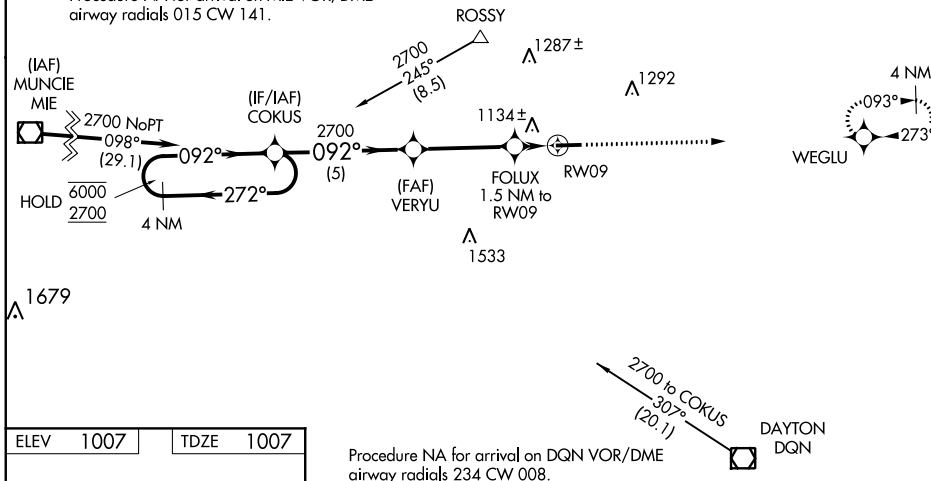 airway radials 015 CW 141.
ROSSY
2700
245°
(8.5)
1287±
1292
(IAF)
MUNCIE
MIE
2700 NoPT
098°
(29.1)
(IF/IAF)
COKUS
092°
2700
092°
(5)
272°
HOLD
6000
2700
4 NM
(FAF)
VERYU
1134±
FOLUX
1.5 NM to
RW09
RW09
4 NM
093°
273°
WEGLU
1533
1679
2700 to COKUS
307°
(20.1)
DAYTON
DQN
ELEV 1007 TDZE 1007
Procedure NA for arrival on DQN VOR/DME
airway radials 234 CW 008.